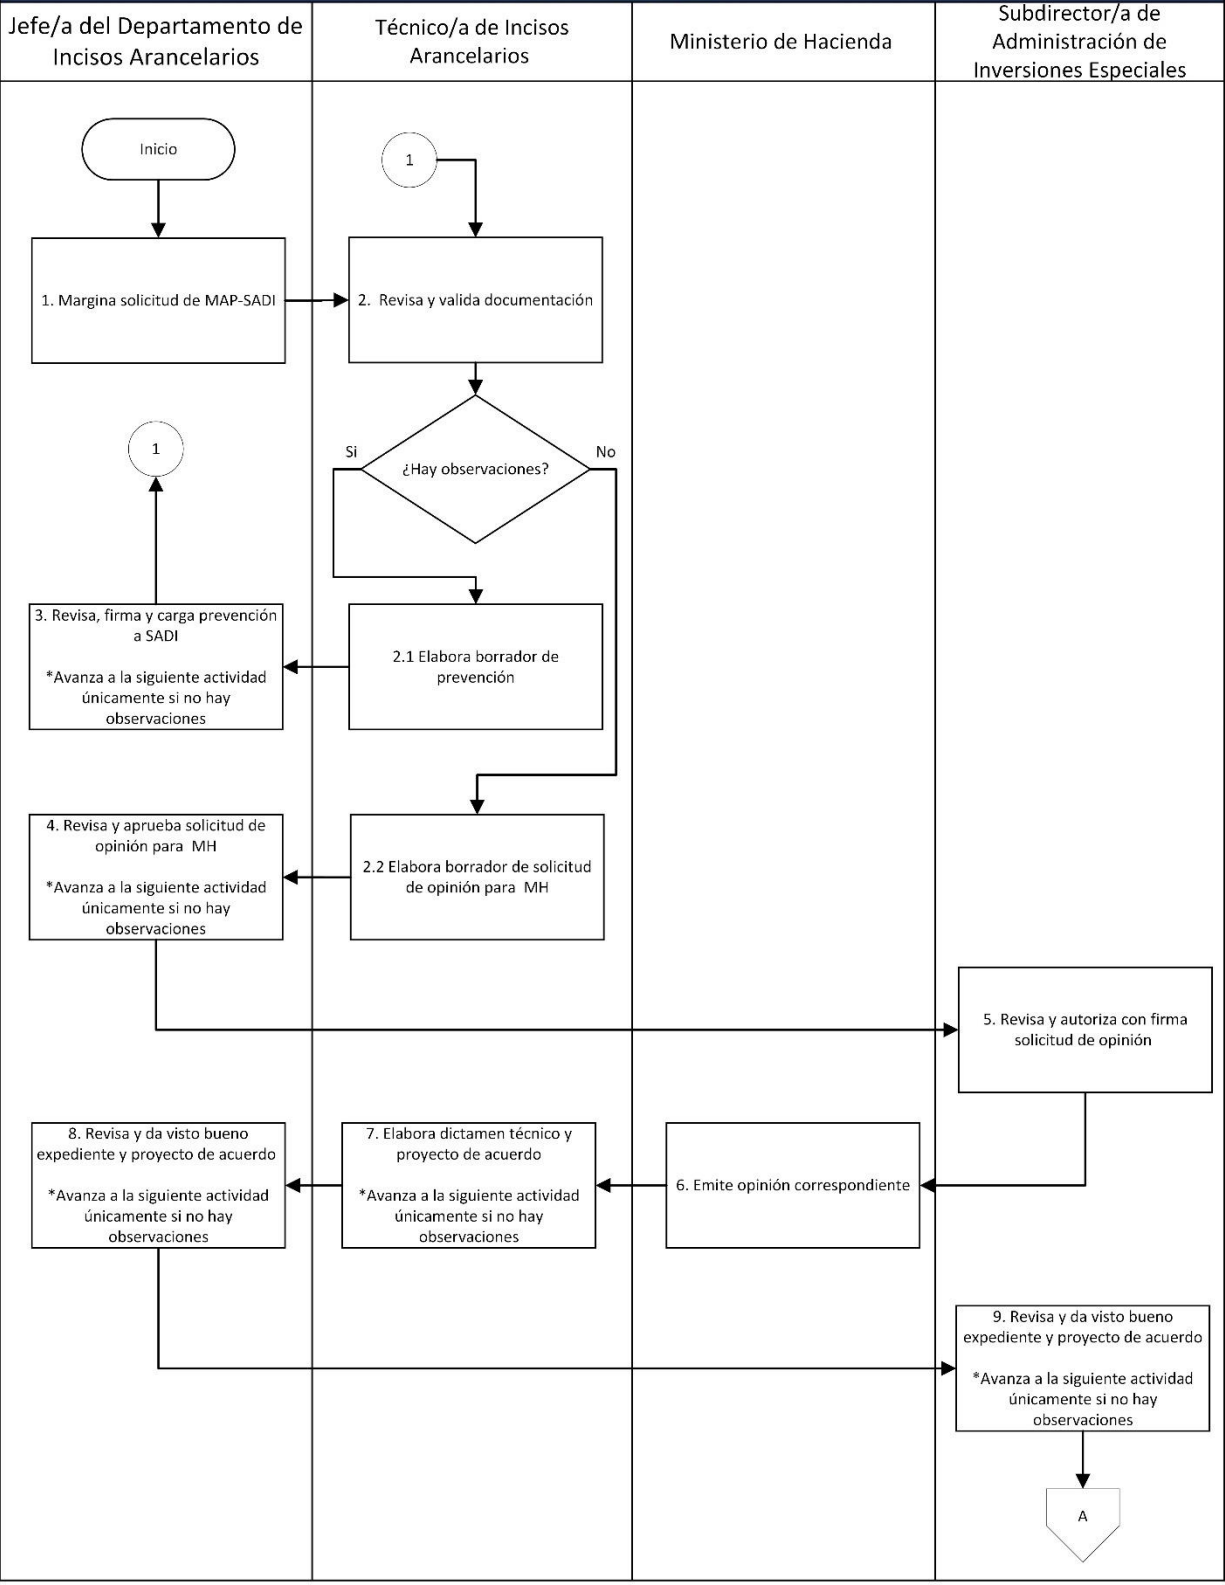 Jefe/a del Departamento de
Incisos Arancelarios
Técnico/a de Incisos
Arancelarios
Ministerio de Hacienda
Subdirector/a de
Administración de
Inversiones Especiales
Inicio
1
1. Margina solicitud de MAP-SADI
2.  Revisa y valida documentación
1
Si
¿Hay observaciones?
No
3. Revisa, firma y carga prevención
a SADI
*Avanza a la siguiente actividad
únicamente si no hay
observaciones
2.1 Elabora borrador de
prevención
4. Revisa y aprueba solicitud de
opinión para  MH
*Avanza a la siguiente actividad
únicamente si no hay
observaciones
2.2 Elabora borrador de solicitud
de opinión para  MH
5. Revisa y autoriza con firma
solicitud de opinión
8. Revisa y da visto bueno
expediente y proyecto de acuerdo
*Avanza a la siguiente actividad
únicamente si no hay
observaciones
7. Elabora dictamen técnico y
proyecto de acuerdo
*Avanza a la siguiente actividad
únicamente si no hay
observaciones
6. Emite opinión correspondiente
9. Revisa y da visto bueno
expediente y proyecto de acuerdo
*Avanza a la siguiente actividad
únicamente si no hay
observaciones
A